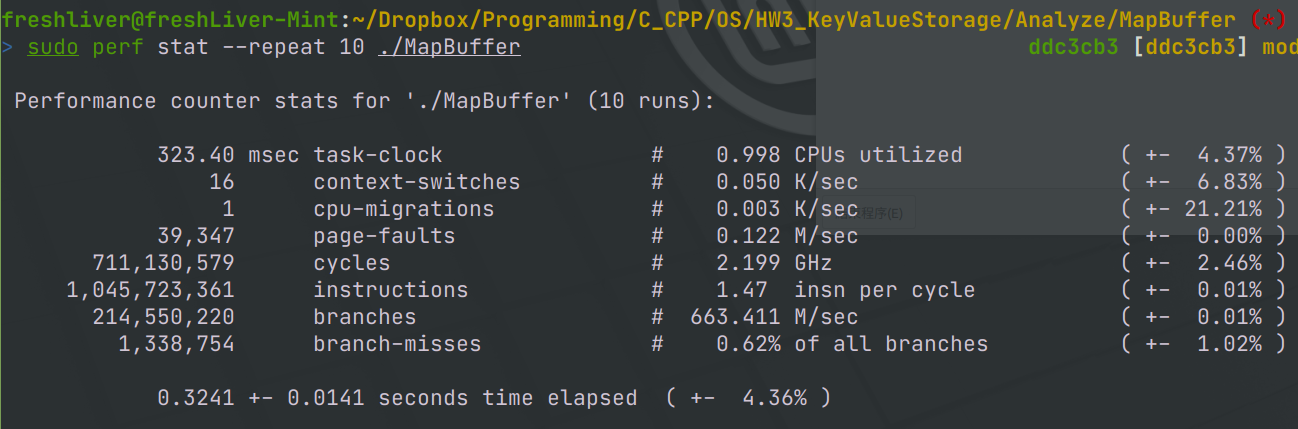 freshliver@freshLiver-Mint:~/Dropbox/Programming/C_CPP/OS/HW3_KeyValueStorage/Analyze/MapBuffer (*)
> sudo perf stat --repeat 10 ./MapBuffer ddc3cb3 [ddc3cb3] mod
Performance counter stats for './MapBuffer' (10 runs):
323.40 msec task-clock # 0.998 CPUs utilized ( +- 4.37% )
16 context-switches # 0.050 K/sec ( +- 6.83% )
1 cpu-migrations # 0.003 K/sec ( +- 21.21% )
程序(E)
39,347 page-faults # 0.122 M/sec ( +- 0.00% )
711,130,579 cycles # 2.199 GHz ( +- 2.46% )
1,045,723,361 instructions # 1.47 insn per cycle ( +- 0.01% )
214,550,220 branches # 663.411 M/sec ( +- 0.01% )
1,338,754 branch-misses # 0.62% of all branches ( +- 1.02% )
0.3241 +- 0.0141 seconds time elapsed ( +- 4.36% )